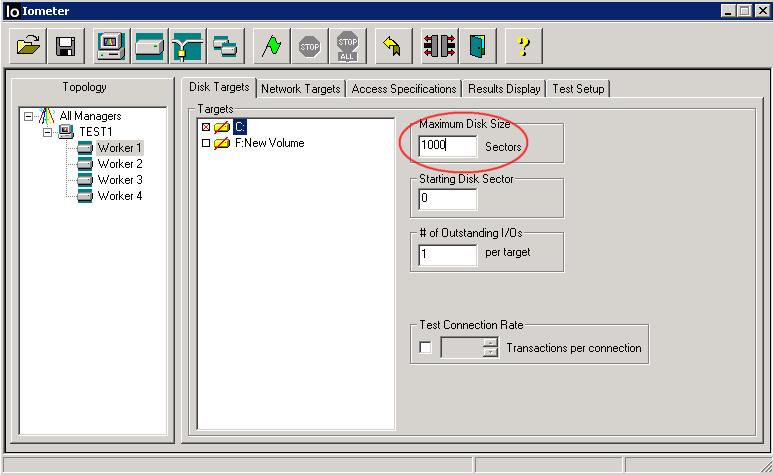 Io Iometer
STOP
STOP ALL
?
Topology
All Managers
TEST1
Worker 1
Worker 2
Worker 3
Worker 4
Disk Targets Network Targets Access Specifications Results Display Test Setup
Targets
C:
F:New Volume
Maximum Disk Size
1000 Sectors
Starting Disk Sector
0
# of Outstanding I/Os
1 per target
Test Connection Rate
Transactions per connection